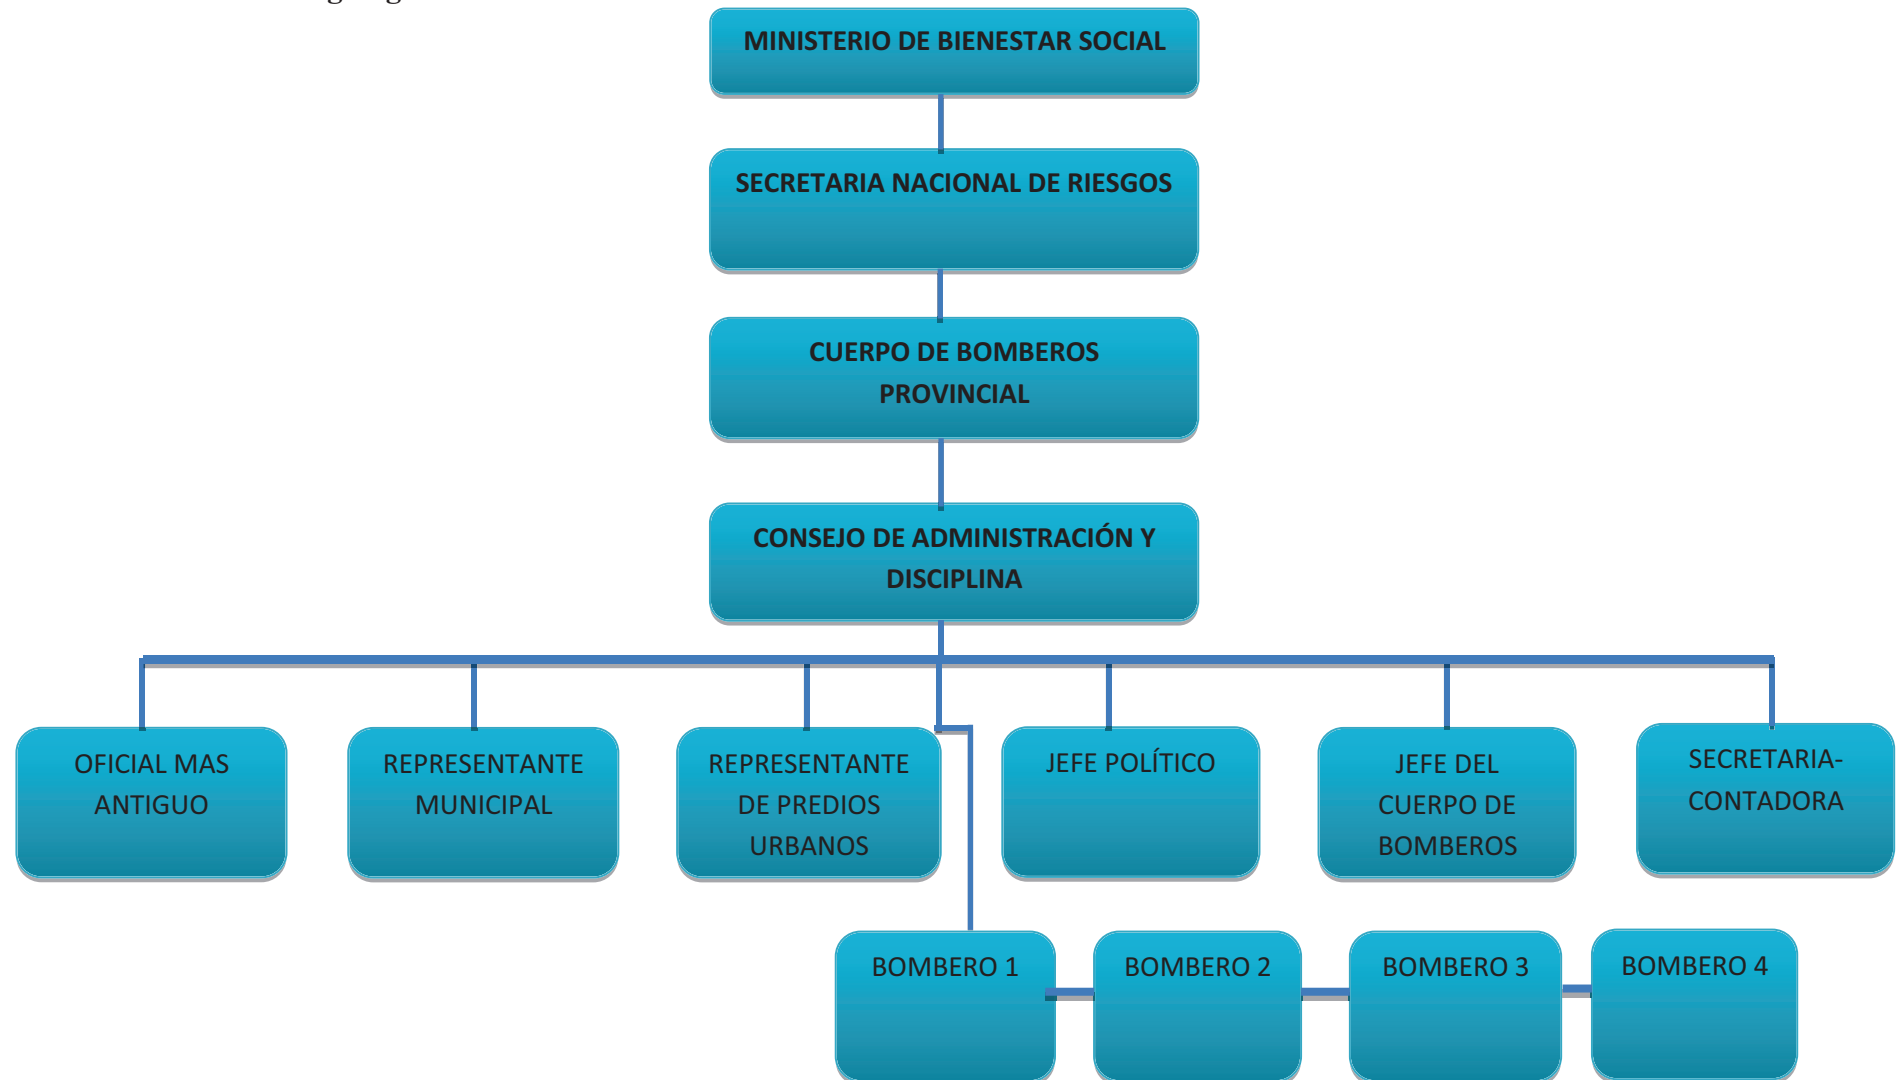 MINISTERIO DE BIENESTAR SOCIAL
SECRETARIA NACIONAL DE RIESGOS
CUERPO DE BOMBEROS
PROVINCIAL
CONSEJO DE ADMINISTRACIÓN Y
DISCIPLINA
OFICIAL MAS
ANTIGUO
REPRESENTANTE
MUNICIPAL
REPRESENTANTE
DE PREDIOS
URBANOS
JEFE POLÍTICO
JEFE DEL
CUERPO DE
BOMBEROS
SECRETARIA-
CONTADORA
BOMBERO 1
BOMBERO 2
BOMBERO 3
BOMBERO 4